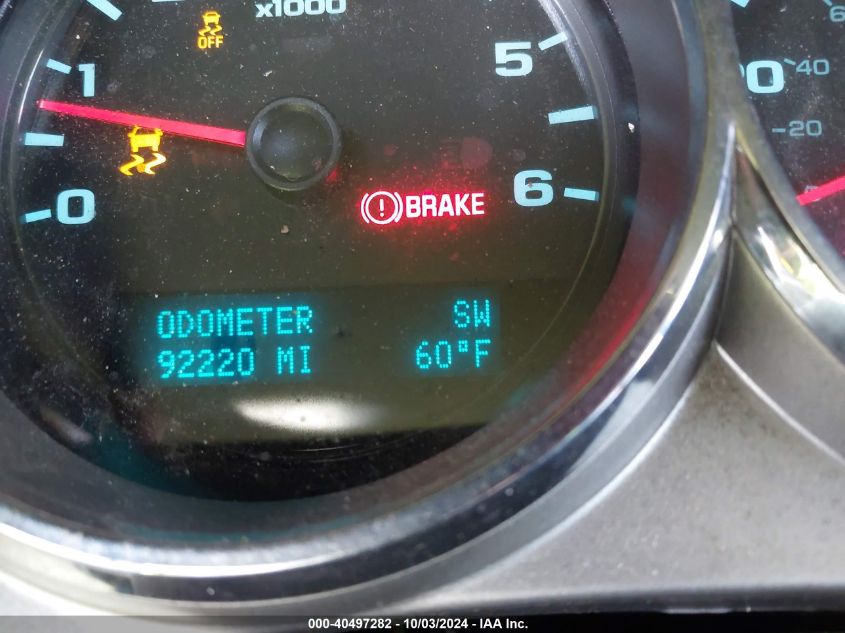 x1000
OFF
1
5
0
6
BRAKE
ODOMETER SW
92220 MI 60°F
40
-20
000-40497282 - 10/03/2024 - IAA Inc.